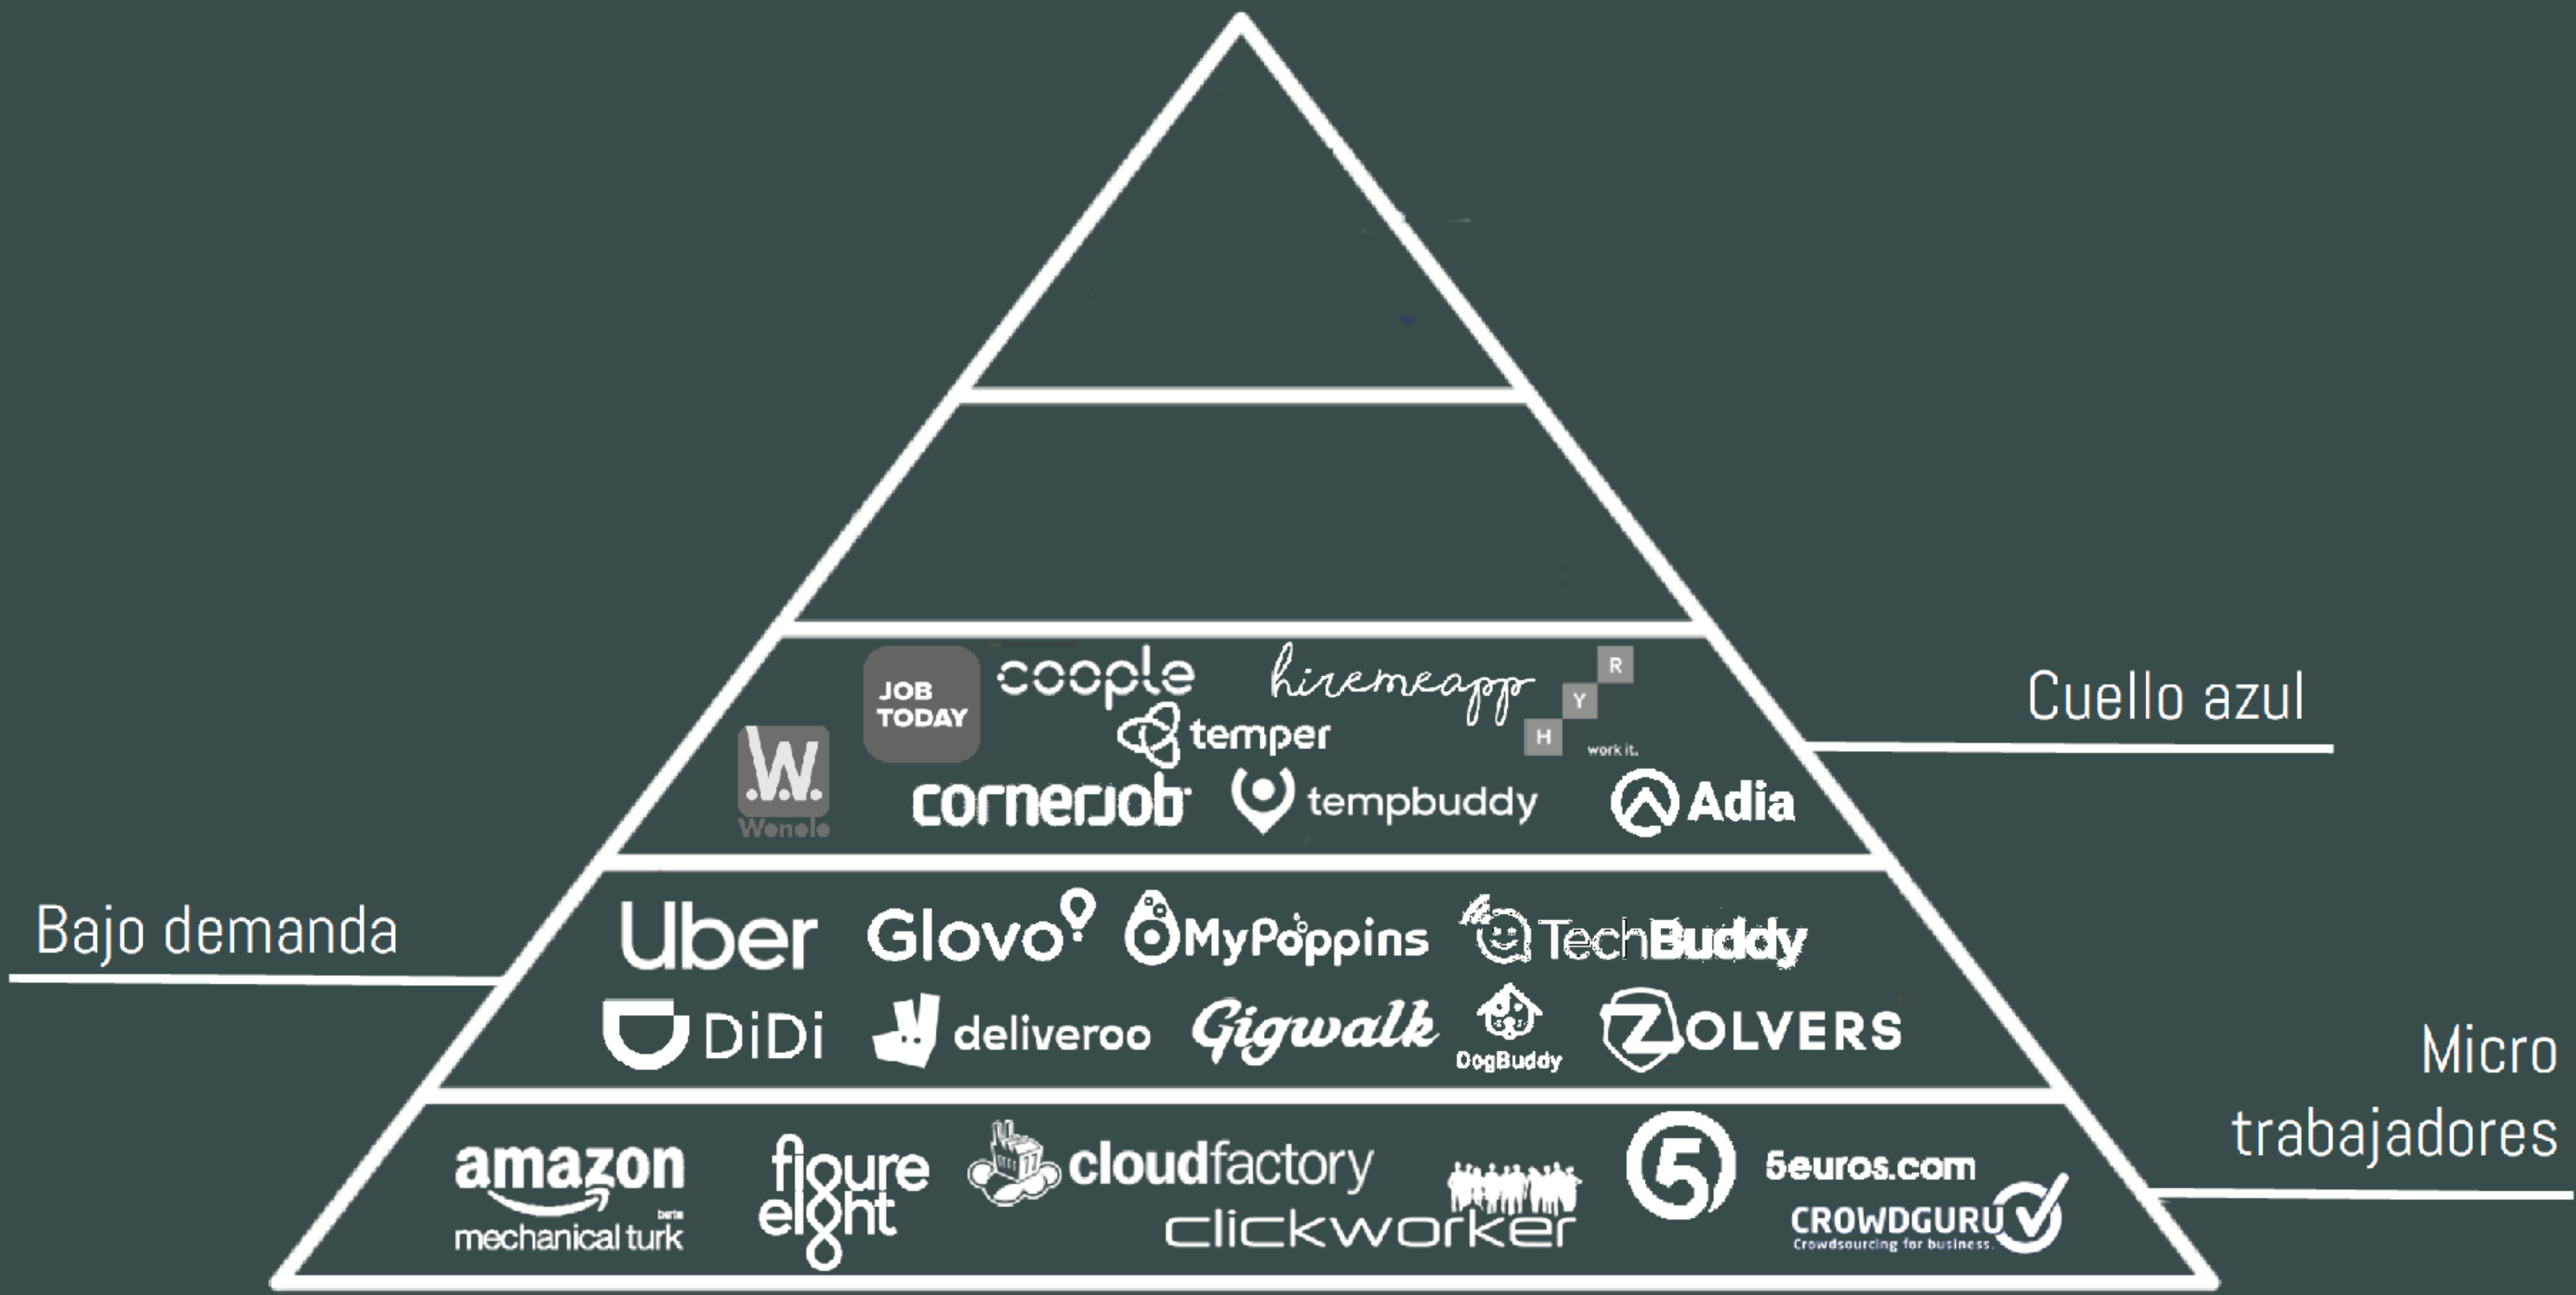 JOB
TODAY
coople
hiremeapp
R
Y
H
work it.
temper
W.
Wonolo
cornerjob
tempbuddy
Adia
Cuello azul
Bajo demanda
Uber
Glovo
MyPoppins
TechBuddy
DiDi
deliveroo
Gigwalk
DogBuddy
ZOLVERS
Micro
trabajadores
amazon
beta
mechanical turk
figure
eight
cloudfactory
clickworker
5
5euros.com
CROWDGURU
Crowdsourcing for business.